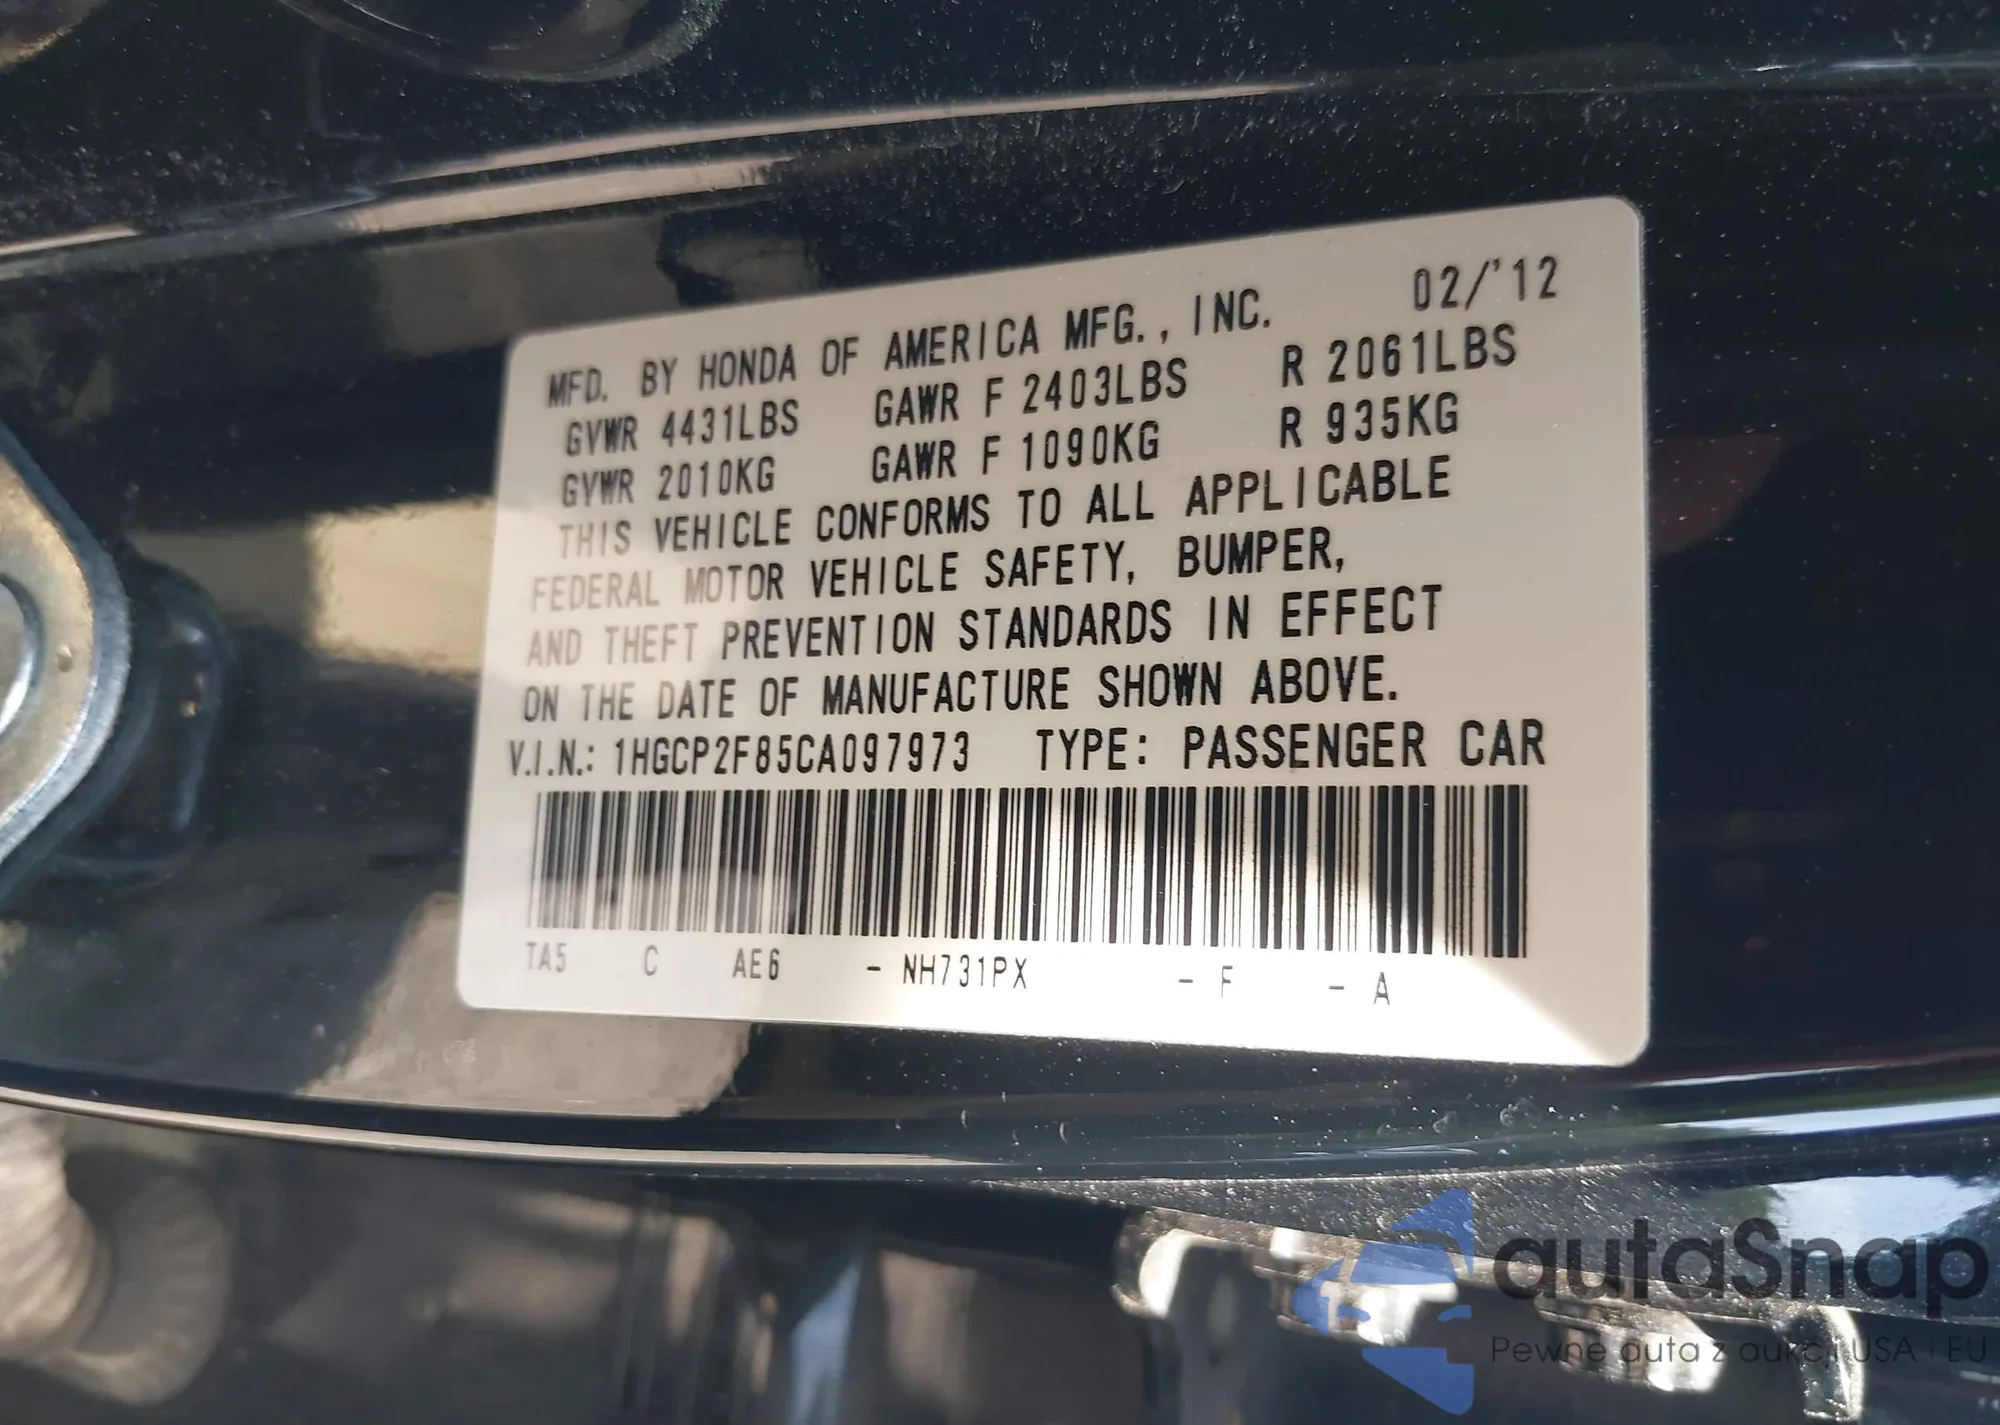 MFD. BY HONDA OF AMERICA MFG., INC. 02/'12
GVWR 4431LBS GAWR F 2403LBS R 2061LBS
GVWR 2010KG GAWR F 1090KG R 935KG
THIS VEHICLE CONFORMS TO ALL APPLICABLE
FEDERAL MOTOR VEHICLE SAFETY, BUMPER,
AND THEFT PREVENTION STANDARDS IN EFFECT
ON THE DATE OF MANUFACTURE SHOWN ABOVE.
V.I.N.: 1HGCP2F85CA097973 TYPE: PASSENGER CAR
TA5 C AE6 - NH731PX - F - A
autaSnap
Pewne auta z aukcji USA i EU